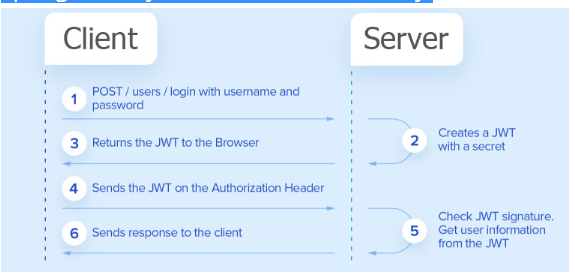 Client
Server
1
POST / users / login with username and
password
2
Creates a JWT
with a secret
3
Returns the JWT to the Browser
4
Sends the JWT on the Authorization Header
5
Check JWT signature.
Get user information
from the JWT
6
Sends response to the client